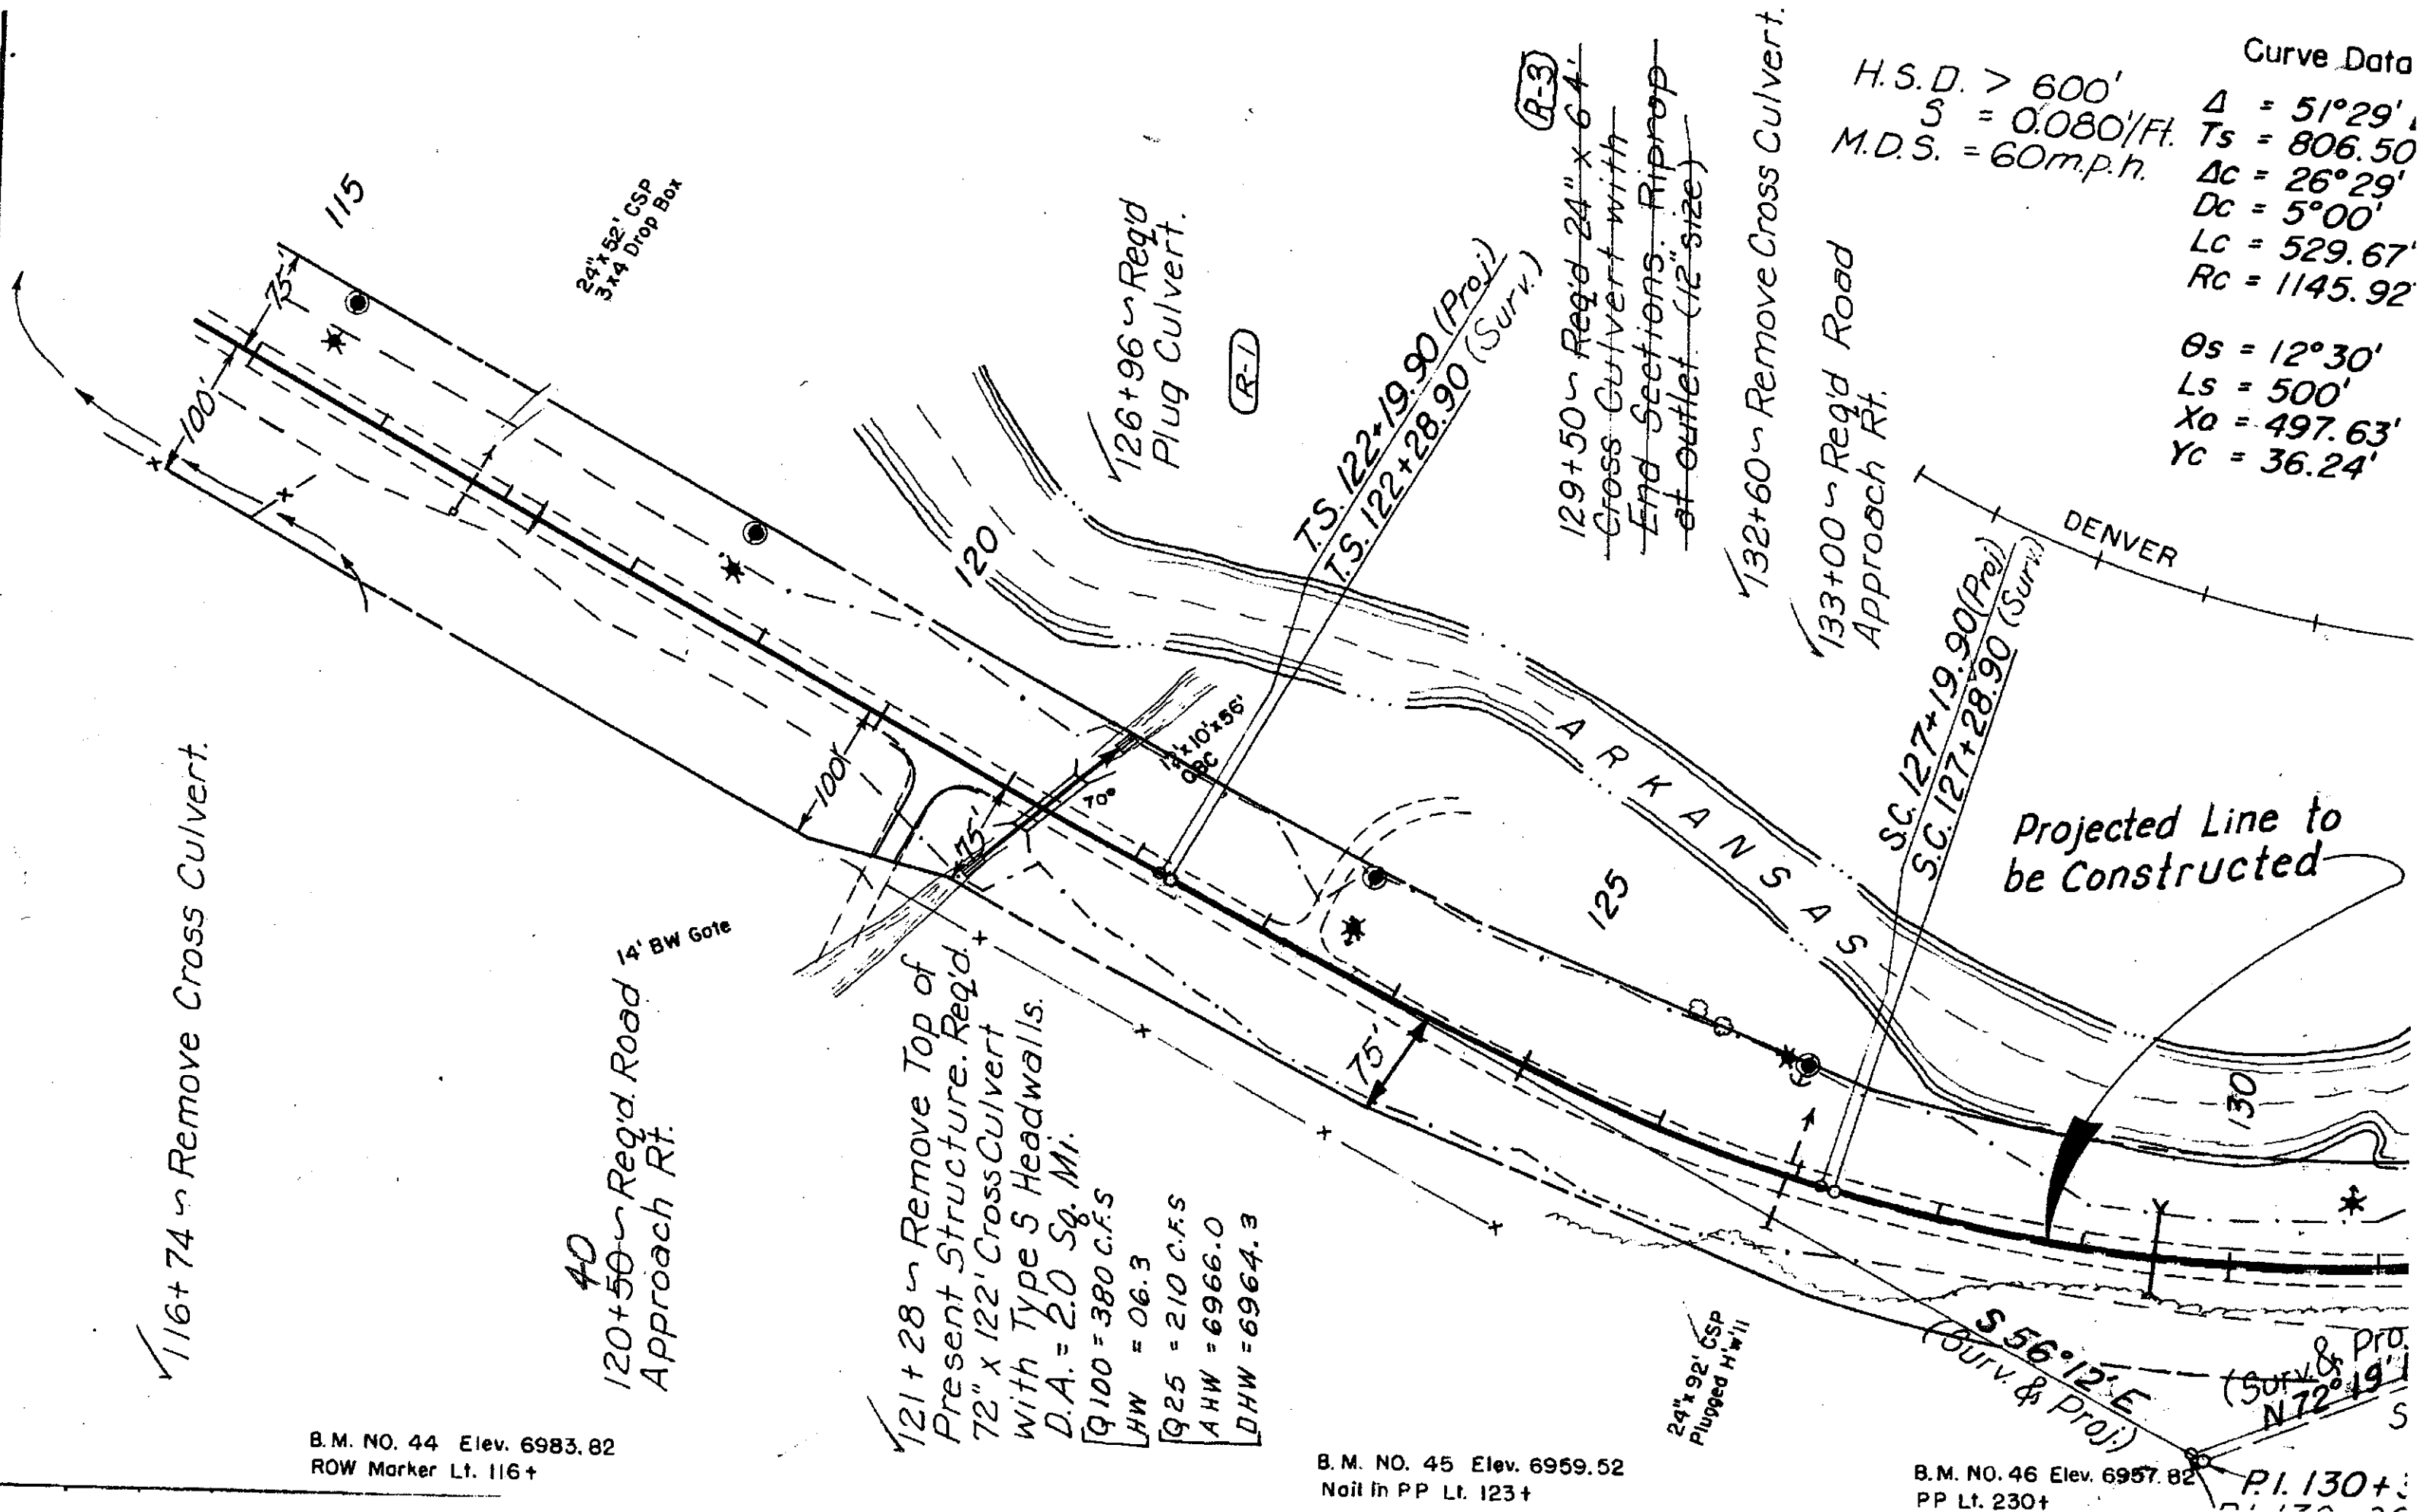 115
75'
100'
24"x52' CSP
3x4 Drop Box
126+96~Req'd
Plug Culvert.
R-1
120
T.S. 122+19.90 (Proj)
T.S. 122+28.90 (Surv.)
R-3
129+50~ Req'd 24" x 64'
Cross Culvert with
End Sections. Riprap
at outlet (12" size)
132+60~ Remove Cross Culvert.
133+00~ Req'd Road
Approach Rt.
H.S.D. > 600'
S = 0.080'/Ft.
M.D.S. = 60m.p.h.
Curve Data
Δ = 51°29'
Ts = 806.50
Δc = 26°29'
Dc = 5°00'
Lc = 529.67'
Rc = 1145.92'
Θs = 12°30'
Ls = 500'
Yc = 36.24'
DENVER
S.C. 127+19.90 (Proj)
S.C. 127+28.90 (Surv)
Projected Line to
be Constructed
ARKANSAS
125
130
100'
75'
70°
CBC
75'
116+74~ Remove Cross Culvert.
14' BW Gate
40
120+50~ Req'd. Road
Approach Rt.
121+28~ Remove Top of
Present Structure. Req'd.
72" x 122' Cross Culvert
with Type S Headwalls.
D.A. = 2.0 Sq. Mi.
Q100 = 380 C.F.S
HW = 06.3
Q25 = 210 C.F.S
AHW = 6966.0
DHW = 6964.3
24"x92' CSP
Plugged H'w'll
S 56°12' E
(Surv. & Proj.)
(Surv. & Pro
N 72° 19'
S
P.I. 130+
B.M. NO. 44 Elev. 6983.82
ROW Marker Lt. 116+
B.M. NO. 45 Elev. 6959.52
Nail in PP Lt. 123+
B.M. NO. 46 Elev. 6957.82
PP Lt. 230+